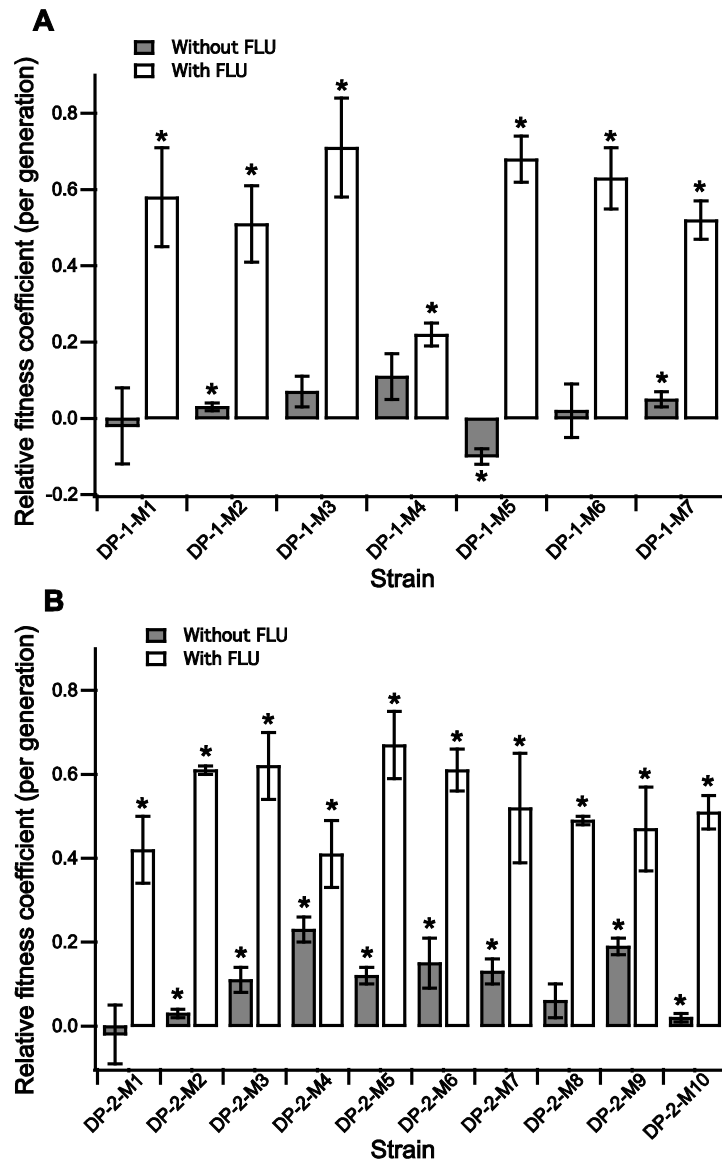 A
Without FLU
With FLU
Relative fitness coefficient (per generation)
0.8
0.6
0.4
0.2
0.0
-0.2
* * * * * * * * * *
DP-1-M1 DP-1-M2 DP-1-M3 DP-1-M4 DP-1-M5 DP-1-M6 DP-1-M7
Strain
B
Without FLU
With FLU
Relative fitness coefficient (per generation)
0.8
0.6
0.4
0.2
0.0
* * * * * * * * * * * * * * * * * *
DP-2-M1 DP-2-M2 DP-2-M3 DP-2-M4 DP-2-M5 DP-2-M6 DP-2-M7 DP-2-M8 DP-2-M9 DP-2-M10
Strain